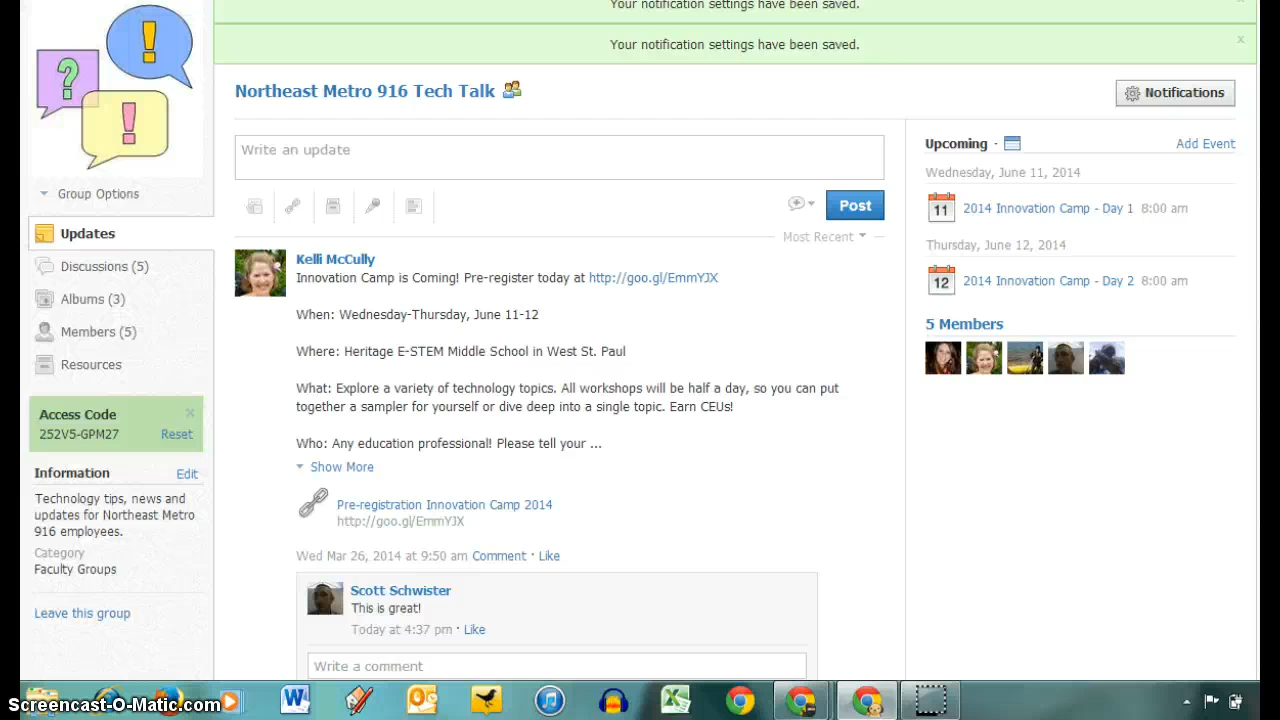 Your notification settings have been saved.
x
Your notification settings have been saved.
x
Northeast Metro 916 Tech Talk
Notifications
Write an update
Post
Most Recent
Group Options
Updates
Discussions (5)
Albums (3)
Members (5)
Resources
Access Code
x
252V5-GPM27
Reset
Information
Edit
Technology tips, news and
updates for Northeast Metro
916 employees.
Category
Faculty Groups
Leave this group
Kelli McCully
Innovation Camp is Coming! Pre-register today at http://goo.gl/EmmYJX
When: Wednesday-Thursday, June 11-12
Where: Heritage E-STEM Middle School in West St. Paul
What: Explore a variety of technology topics. All workshops will be half a day, so you can put
together a sampler for yourself or dive deep into a single topic. Earn CEUs!
Who: Any education professional! Please tell your ...
Show More
Pre-registration Innovation Camp 2014
http://goo.gl/EmmYJX
Wed Mar 26, 2014 at 9:50 am Comment · Like
Scott Schwister
This is great!
Today at 4:37 pm · Like
Write a comment
Upcoming ·
Add Event
Wednesday, June 11, 2014
11
2014 Innovation Camp - Day 1 8:00 am
Thursday, June 12, 2014
12
2014 Innovation Camp - Day 2 8:00 am
5 Members
Screencast-O-Matic.com